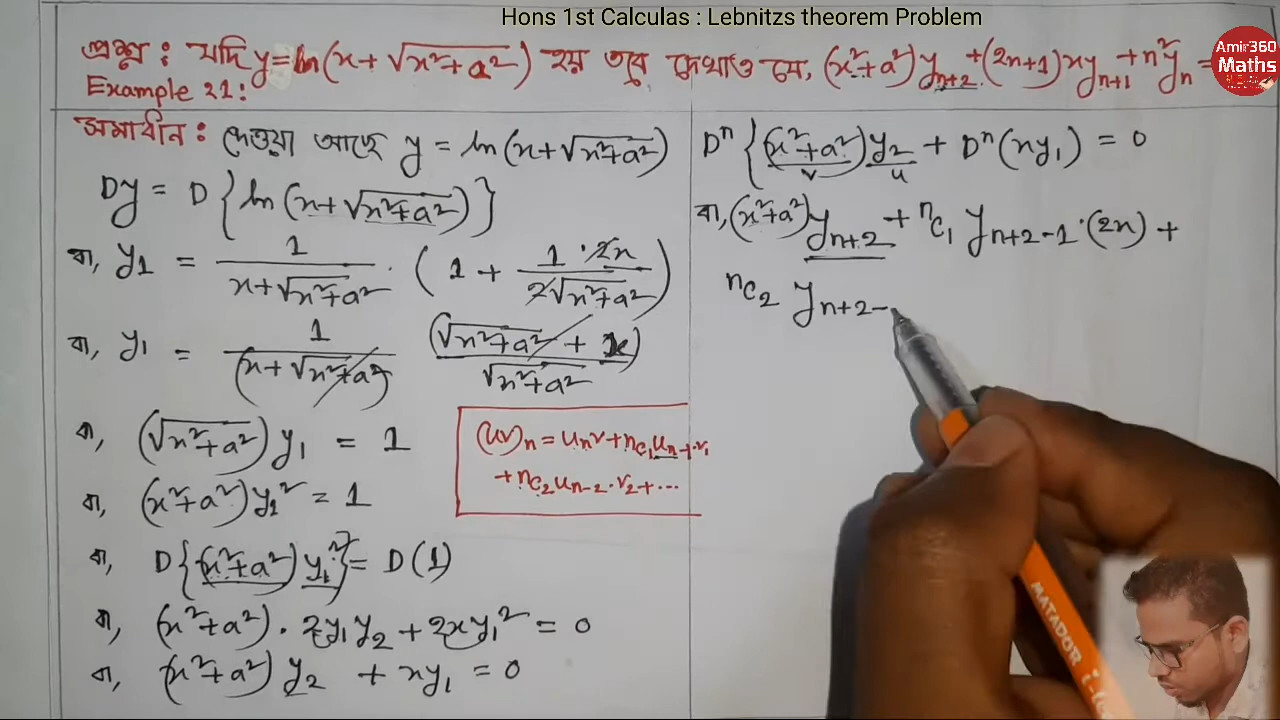 Hons 1st Calculas : Lebnitzs theorem Problem
Amir360
Maths
প্রশ্ন : যদি y = ln(x + √(x²+a²)) হয় তবে দেখাও যে, (x²+a²)yₙ₊₂ + (2n+1)xyₙ₊₁ + n²yₙ =
Example 21:
সমাধান : দেওয়া আছে y = ln(x + √(x²+a²))
Dy = D{ln(x + √(x²+a²))}
বা, y₁ = 1/(x + √(x²+a²)) · (1 + 1·2x/(2√(x²+a²)))
বা, y₁ = 1/(x + √(x²+a²)) (√(x²+a²) + x)/√(x²+a²)
বা, (√(x²+a²))y₁ = 1
বা, (x²+a²)y₁² = 1
বা, D{(x²+a²)y₁²} = D(1)
বা, (x²+a²)·2y₁y₂ + 2xy₁² = 0
বা, (x²+a²)y₂ + xy₁ = 0
(uv)ₙ = uₙv + nc₁uₙ₋₁·v₁
+ nc₂uₙ₋₂·v₂ + ...
Dⁿ{(x²+a²)y₂ + Dⁿ(xy₁) = 0
v u
বা, (x²+a²)yₙ₊₂ + ⁿc₁ yₙ₊₂₋₁·(2x) +
ⁿc₂ yₙ₊₂₋
MATADOR i-